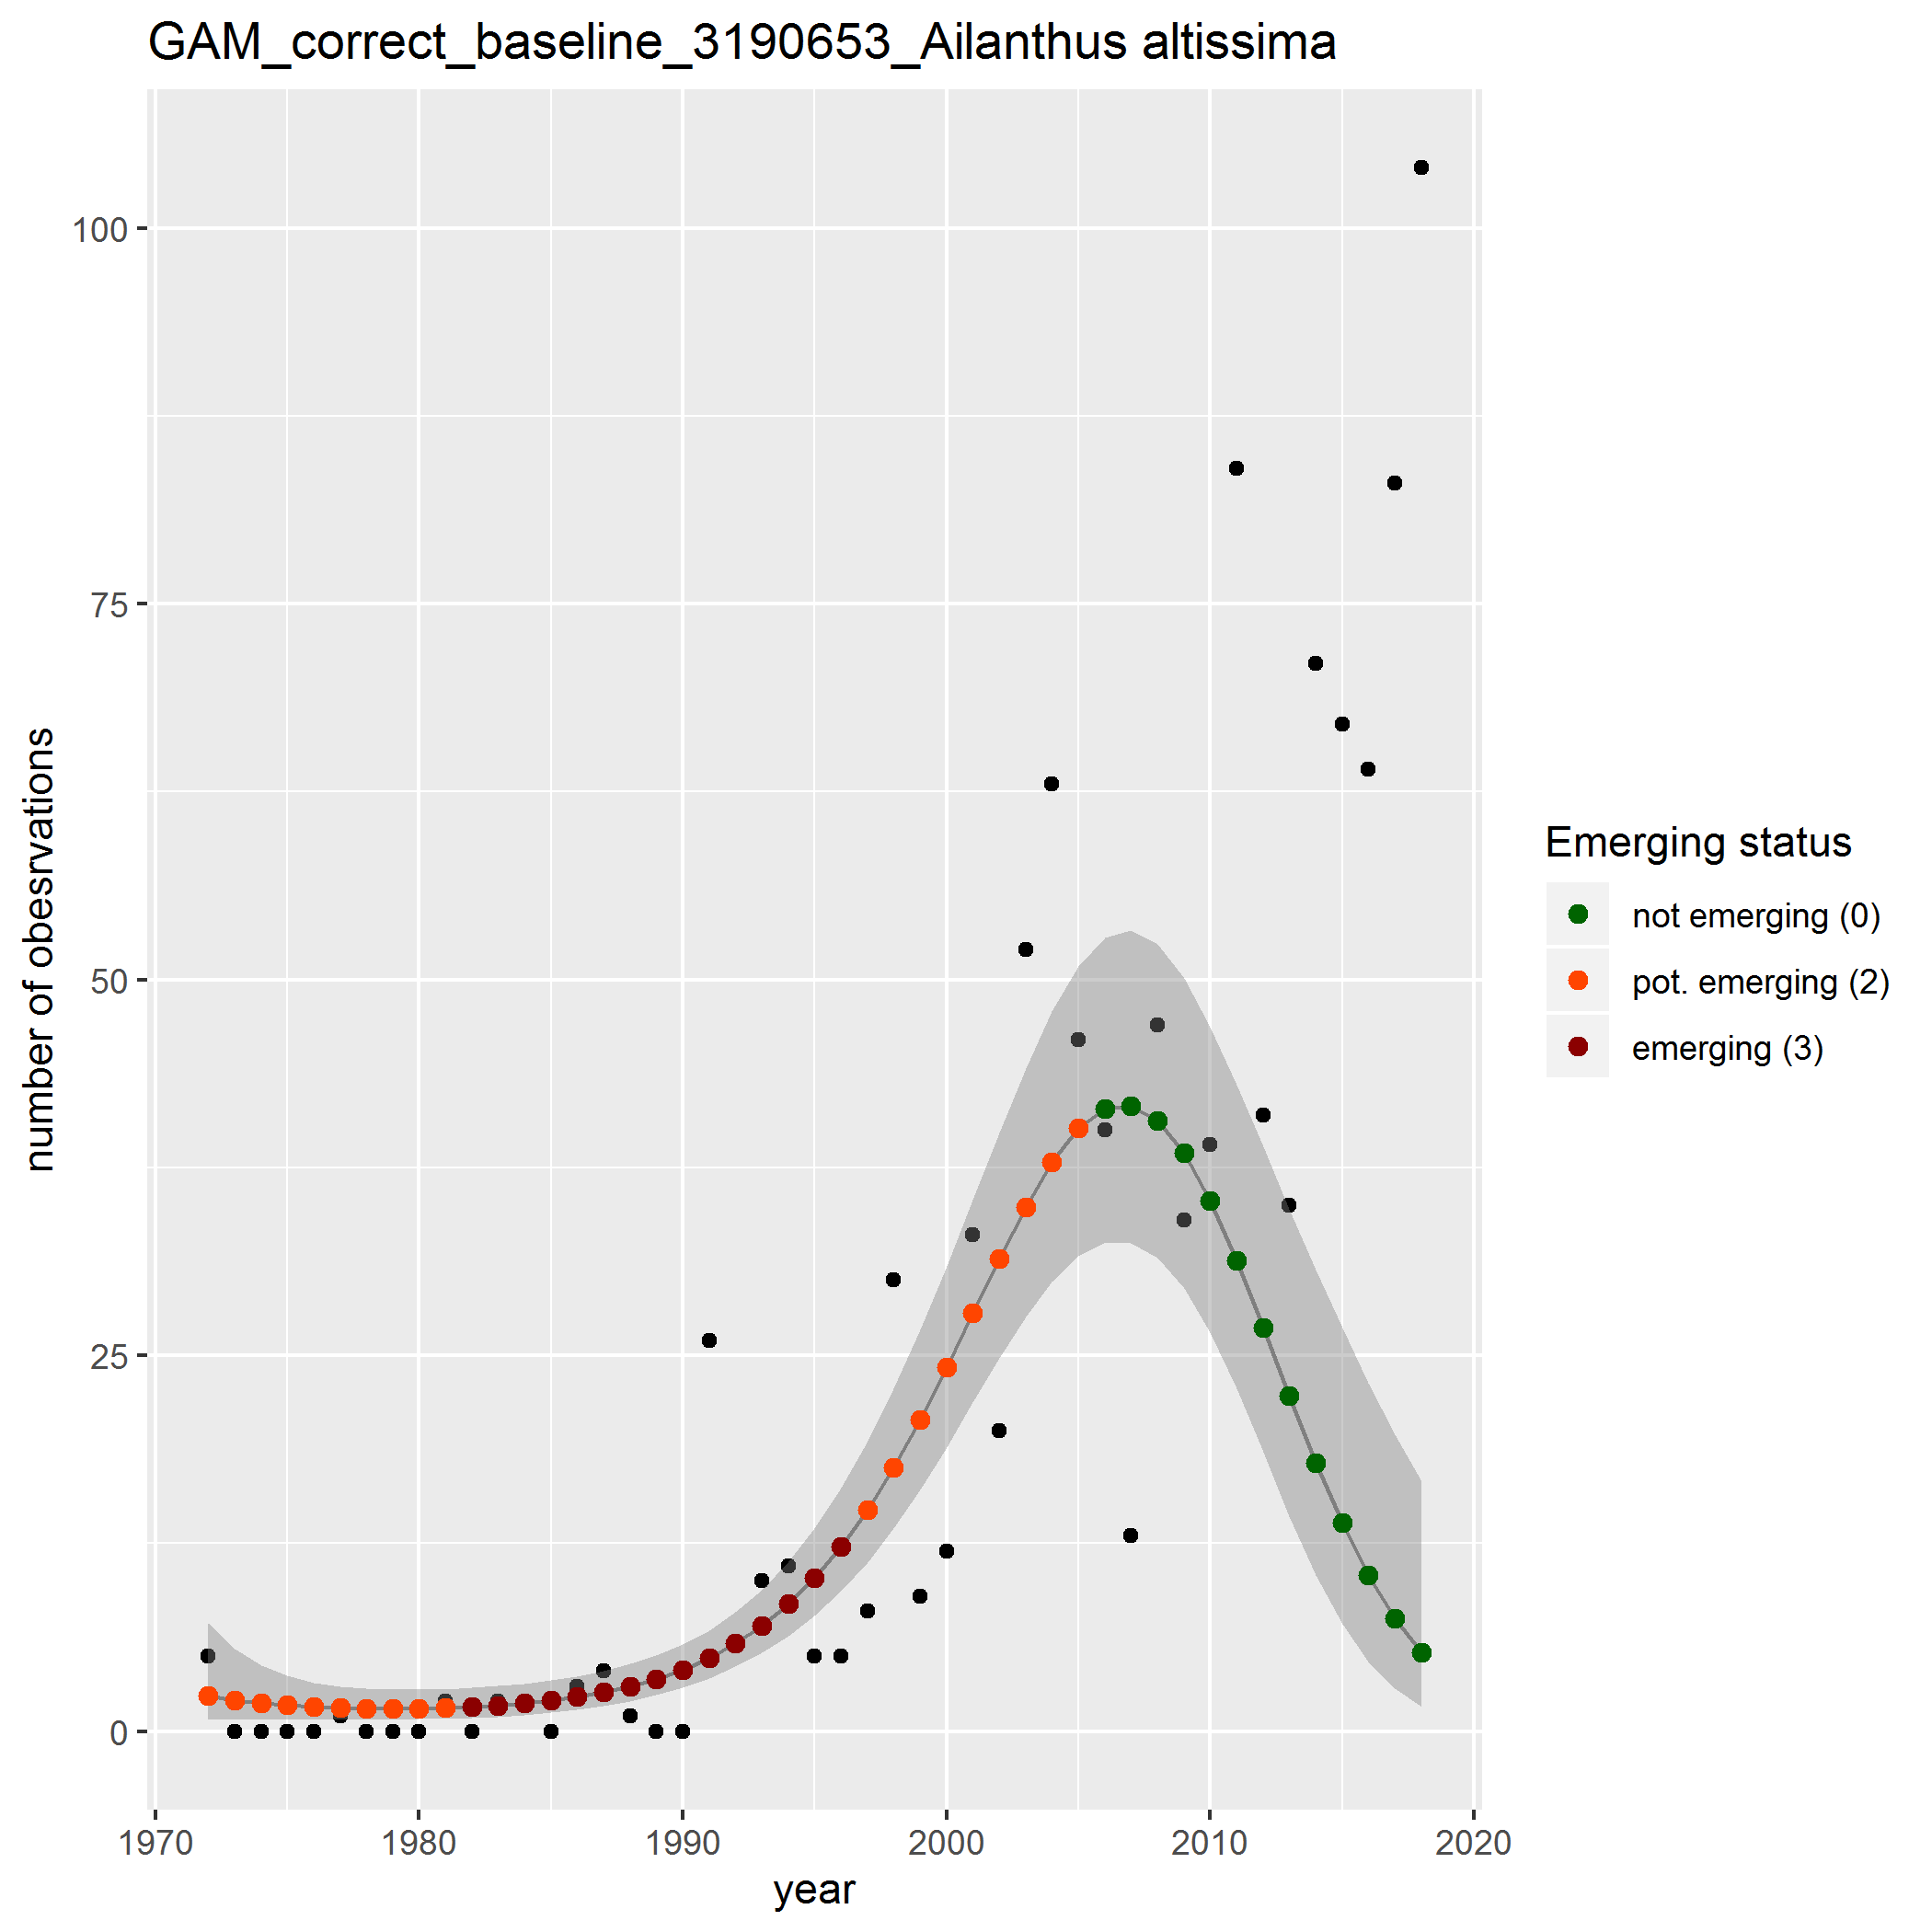 GAM_correct_baseline_3190653_Ailanthus altissima
100
75
50
25
0
number of obesrvations
1970 1980 1990 2000 2010 2020
year
Emerging status
not emerging (0)
pot. emerging (2)
emerging (3)